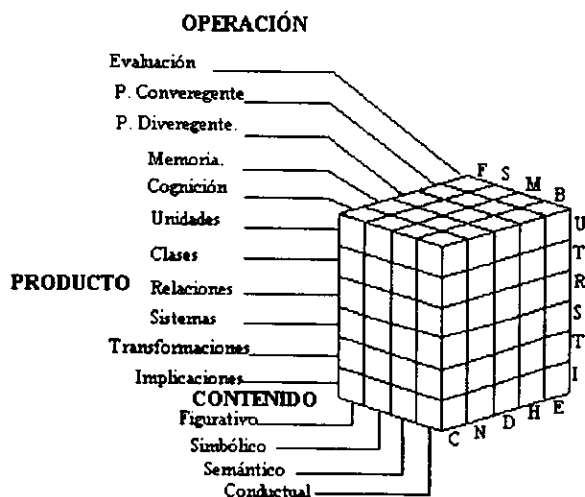 OPERACIÓN
Evaluación
P. Converegente
P. Diveregente.
Memoria.
Cognición
Unidades
Clases
PRODUCTO
Relaciones
Sistemas
Transformaciones
Implicaciones
CONTENIDO
Figurativo
Simbólico
Semántico
Conductual
F S M B
U
T
R
S
T
I
C N D H E